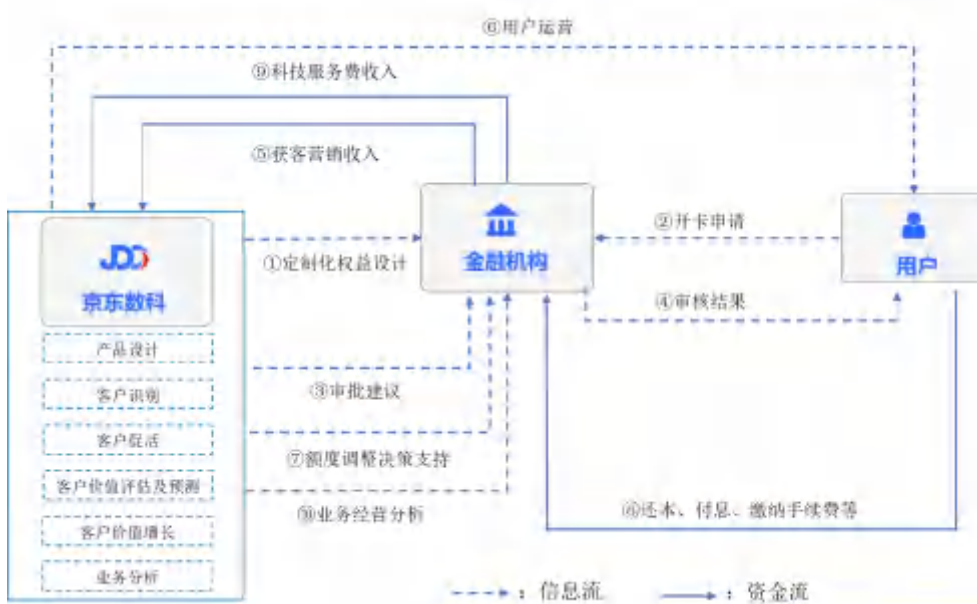 ⑥用户运营
⑨科技服务费收入
⑤获客营销收入
②开卡申请
JDD
京东数科
①定制化权益设计
金融机构
用户
④审核结果
产品设计
③审批建议
客户识别
客户促活
⑦额度调整决策支持
客户价值评估及预测
⑩业务经营分析
⑧还本、付息、缴纳手续费等
客户价值增长
业务分析
：信息流
：资金流